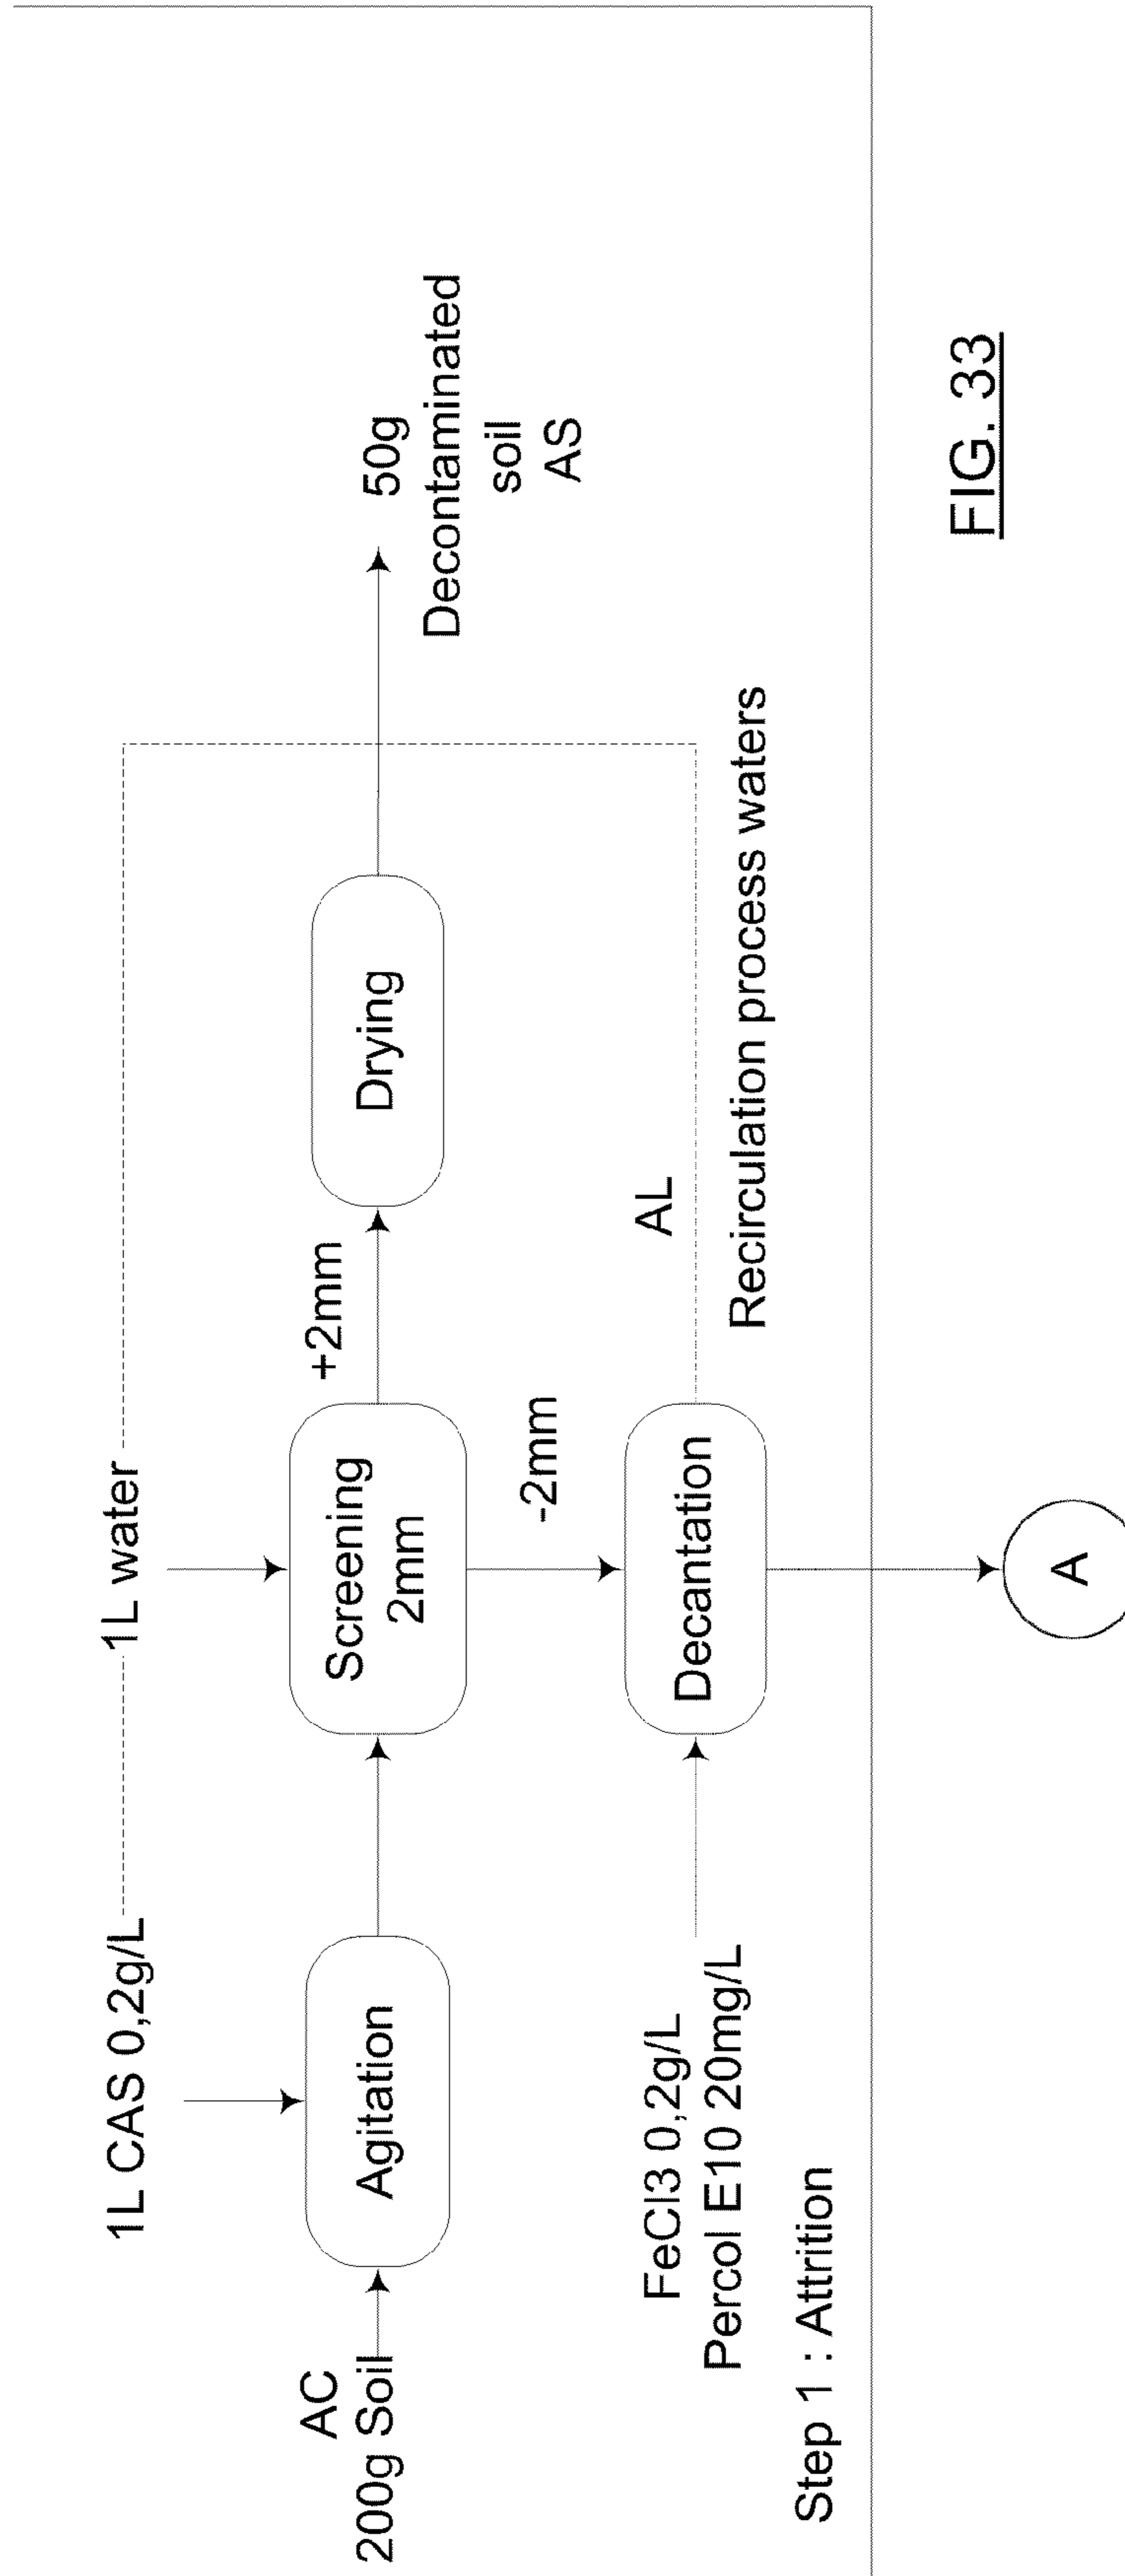 1L CAS 0,2g/L
1L water
AC
200g Soil
Agitation
Screening
2mm
+2mm
Drying
50g
Decontaminated
soil
AS
-2mm
FeCl3 0,2g/L
Percol E10 20mg/L
Decantation
AL
Recirculation process waters
Step 1 : Attrition
A
FIG. 33